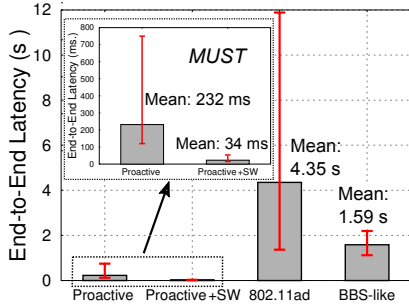 End-to-End Latency (s)
12
10
8
6
4
2
0
End-to-End Latency (ms.)
800
700
600
500
400
300
200
100
0
MUST
Mean: 232 ms
Mean: 34 ms
Proactive
Proactive+SW
Mean:
4.35 s
Mean:
1.59 s
Proactive
Proactive+SW
802.11ad
BBS-like